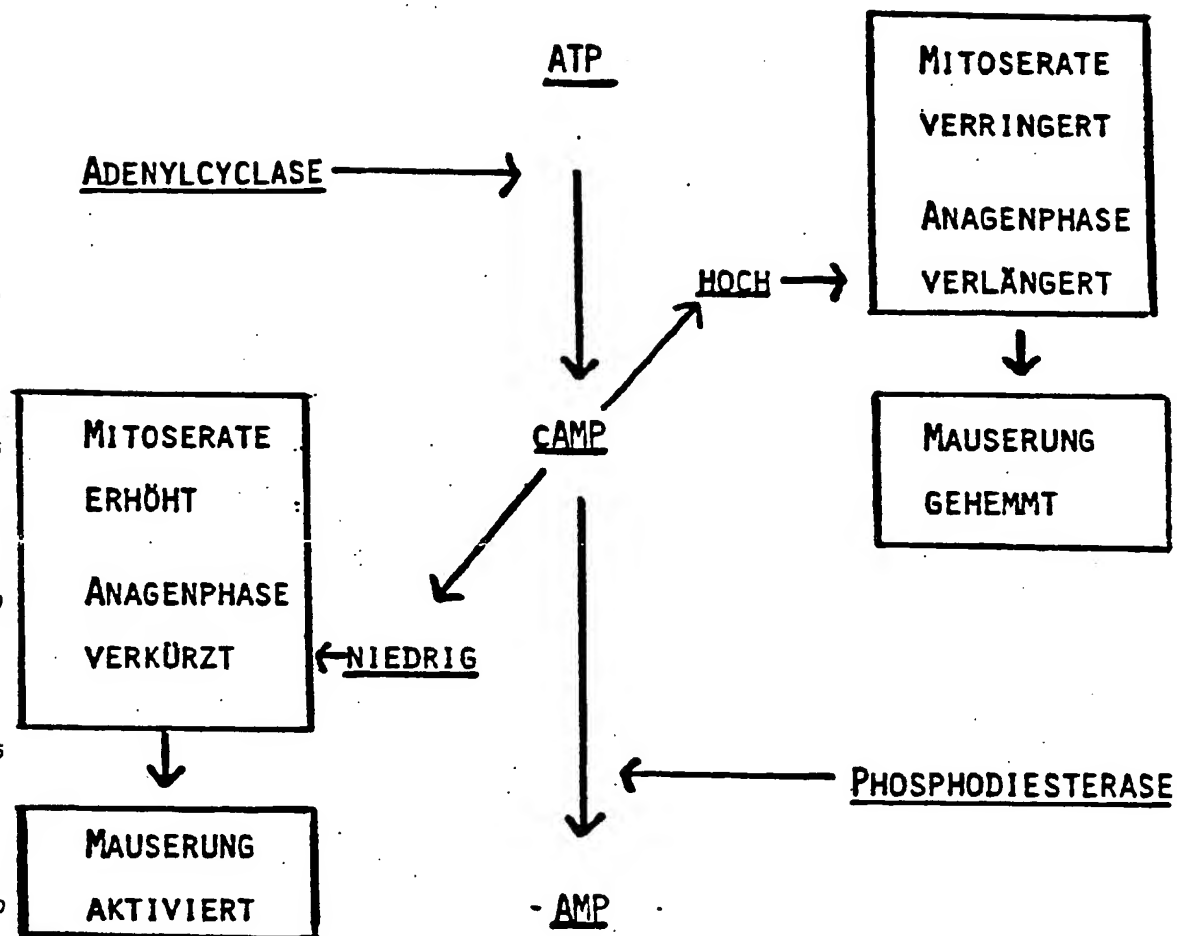 ATP
ADENYLCYCLASE
MITOSERATE
VERRINGERT
ANAGENPHASE
VERLÄNGERT
HOCH
MAUSERUNG
GEHEMMT
cAMP
MITOSERATE
ERHÖHT
ANAGENPHASE
VERKÜRZT
NIEDRIG
MAUSERUNG
AKTIVIERT
PHOSPHODIESTERASE
AMP